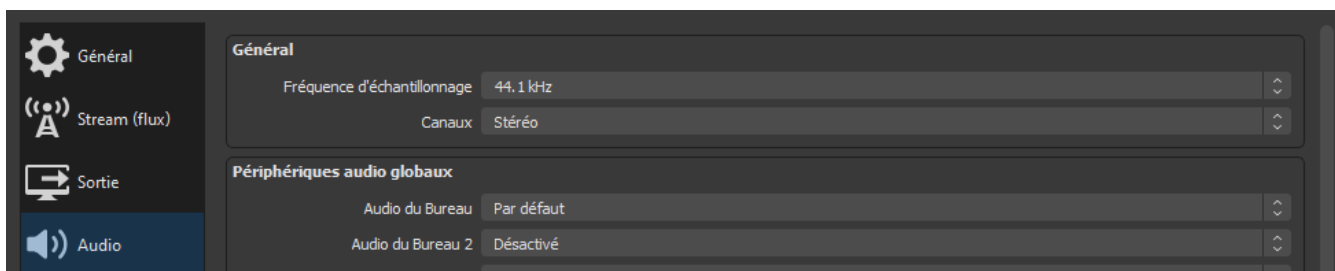 Général
Stream (flux)
Sortie
Audio
Général
Fréquence d'échantillonnage 44.1 kHz
Canaux Stéréo
Périphériques audio globaux
Audio du Bureau Par défaut
Audio du Bureau 2 Désactivé